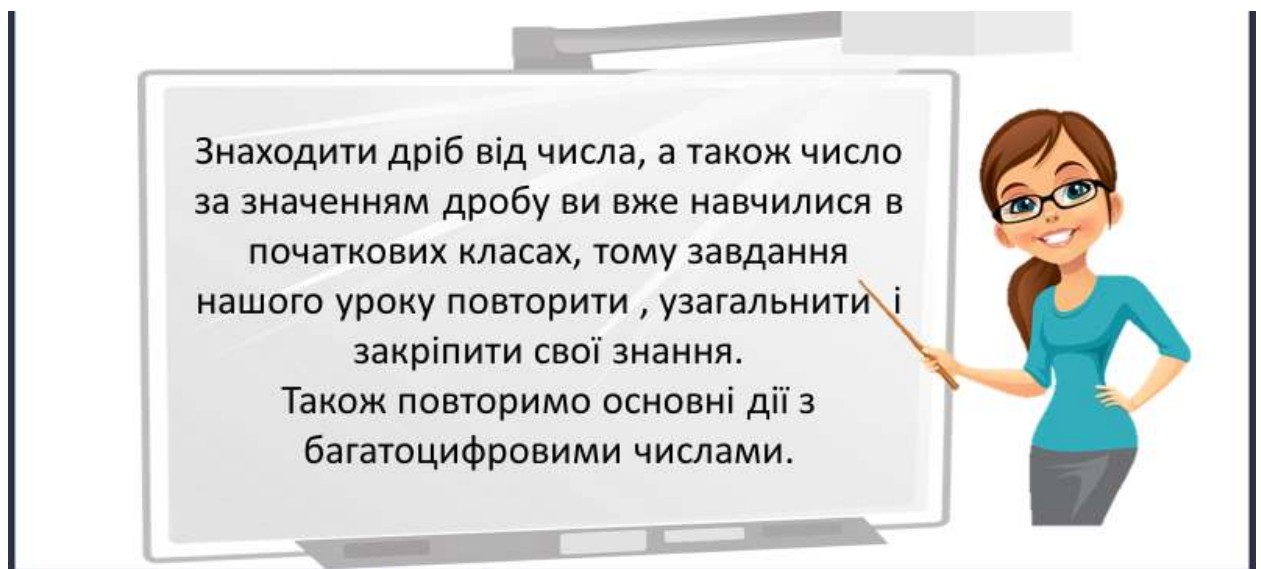 Знаходити дріб від числа, а також число
за значенням дробу ви вже навчилися в
початкових класах, тому завдання
нашого уроку повторити , узагальнити і
закріпити свої знання.
Також повторимо основні дії з
багатоцифровими числами.